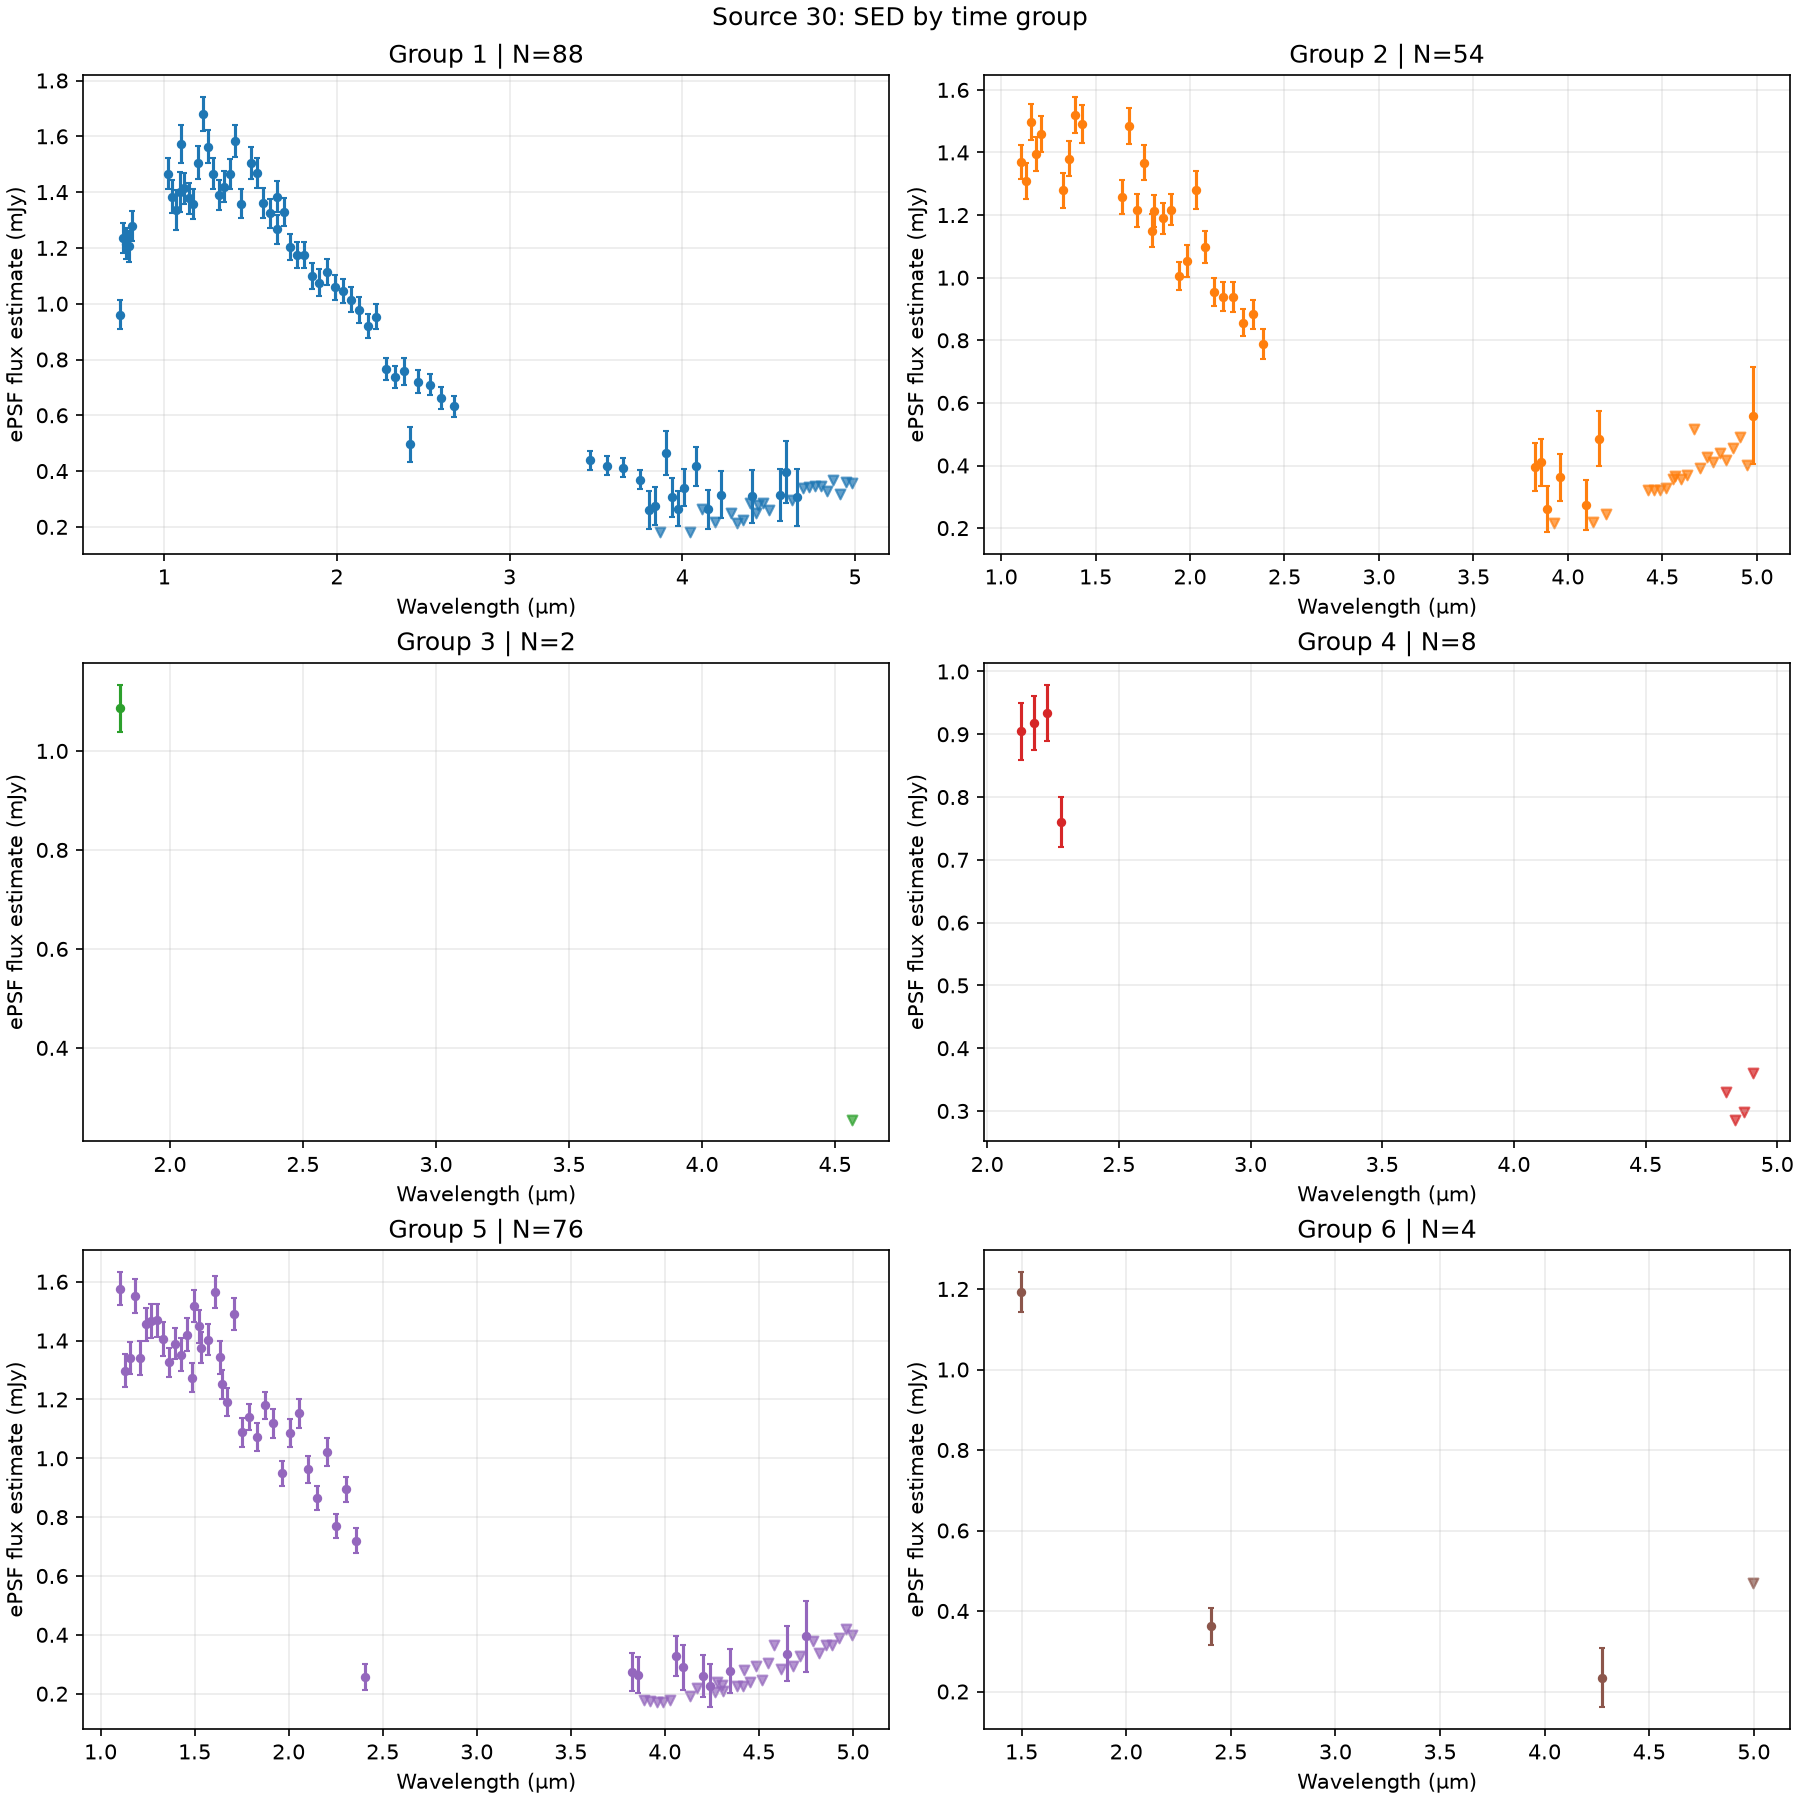 Source 30: SED by time group
Group 1 | N=88
ePSF flux estimate (mJy)
1.8
1.6
1.4
1.2
1.0
0.8
0.6
0.4
0.2
1 2 3 4 5
Wavelength (μm)
Group 2 | N=54
ePSF flux estimate (mJy)
1.6
1.4
1.2
1.0
0.8
0.6
0.4
0.2
1.0 1.5 2.0 2.5 3.0 3.5 4.0 4.5 5.0
Wavelength (μm)
Group 3 | N=2
ePSF flux estimate (mJy)
1.0
0.8
0.6
0.4
2.0 2.5 3.0 3.5 4.0 4.5
Wavelength (μm)
Group 4 | N=8
ePSF flux estimate (mJy)
1.0
0.9
0.8
0.7
0.6
0.5
0.4
0.3
2.0 2.5 3.0 3.5 4.0 4.5 5.0
Wavelength (μm)
Group 5 | N=76
ePSF flux estimate (mJy)
1.6
1.4
1.2
1.0
0.8
0.6
0.4
0.2
1.0 1.5 2.0 2.5 3.0 3.5 4.0 4.5 5.0
Wavelength (μm)
Group 6 | N=4
ePSF flux estimate (mJy)
1.2
1.0
0.8
0.6
0.4
0.2
1.5 2.0 2.5 3.0 3.5 4.0 4.5 5.0
Wavelength (μm)